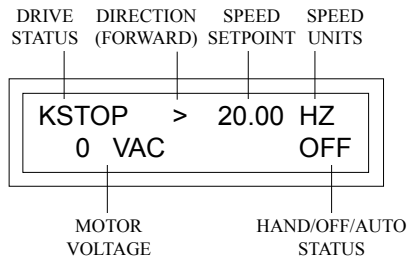 DRIVE STATUS
DIRECTION (FORWARD)
SPEED SETPOINT
SPEED UNITS
KSTOP > 20.00 HZ
0 VAC OFF
MOTOR VOLTAGE
HAND/OFF/AUTO STATUS